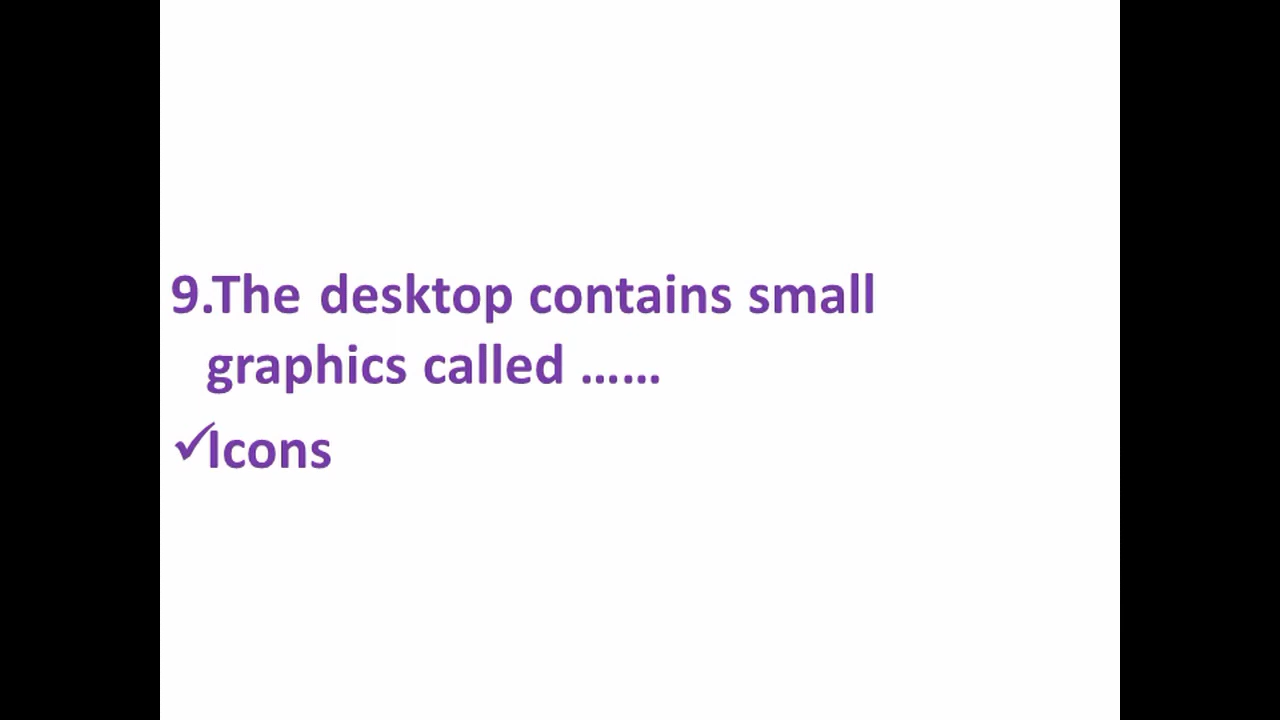 9.The desktop contains small
graphics called ……
✓Icons